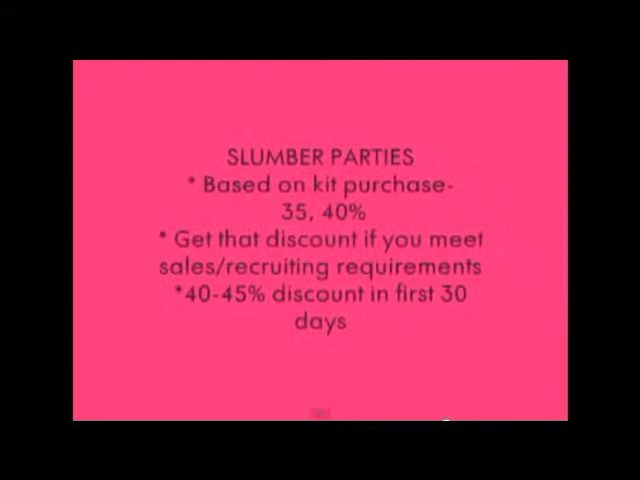 SLUMBER PARTIES
* Based on kit purchase-
35, 40%
* Get that discount if you meet
sales/recruiting requirements
*40-45% discount in first 30
days